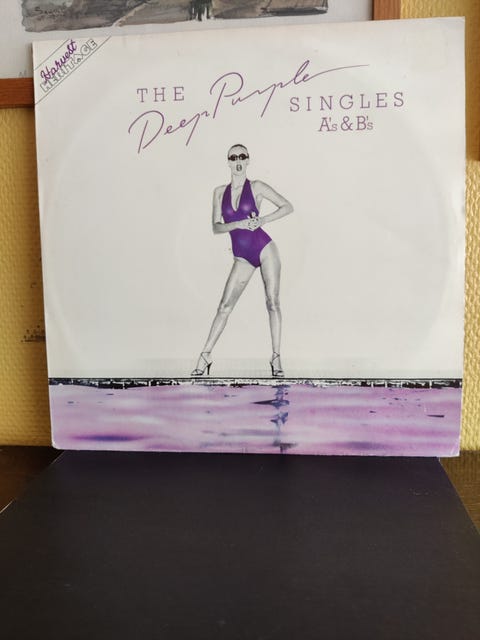 Harvest
HERITAGE
THE Deep Purple SINGLES
A's & B's